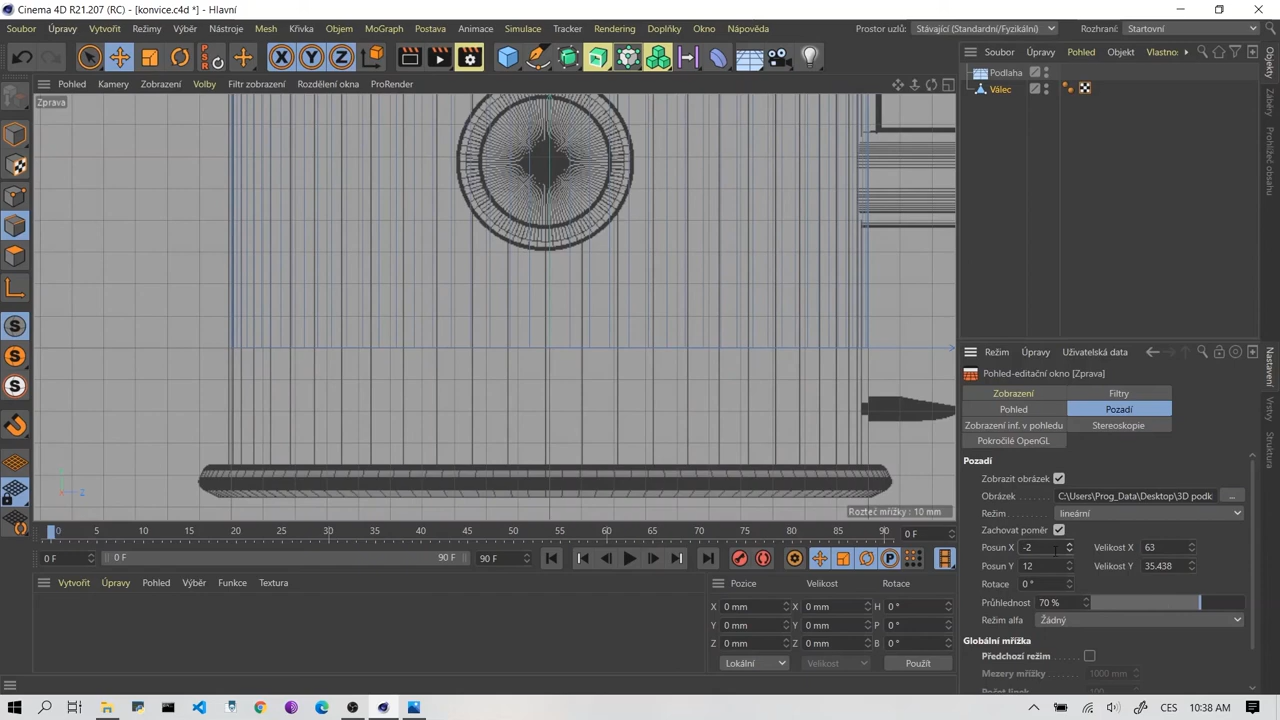 Cinema 4D R21.207 (RC) - [konvice.c4d *] - Hlavní
Soubor Úpravy Vytvořit Režimy Výběr Nástroje Mesh Křivka Objem MoGraph Postava Animace Simulace Tracker Rendering Doplňky Okno Nápověda Prostor uzlů: Stávající (Standardní/Fyzikální) Rozhraní: Startovní
Soubor Úpravy Pohled Objekt Vlastnos
Podlaha
Válec
Pohled Kamery Zobrazení Volby Filtr zobrazení Rozdělení okna ProRender
Zprava
Y
X Z
Rozteč mřížky : 10 mm
Objekty
Záběry
Prohlížeč obsahu
Režim Úpravy Uživatelská data
Pohled-editační okno [Zprava]
Zobrazení Filtry
Pohled Pozadí
Zobrazení inf. v pohledu Stereoskopie
Pokročilé OpenGL
Pozadí
Zobrazit obrázek
Obrázek C:\Users\Prog_Data\Desktop\3D podk ...
Režim lineární
Zachovat poměr
Posun X -2 Velikost X 63
Posun Y 12 Velikost Y 35.438
Rotace 0 °
Průhlednost 70 %
Režim alfa Žádný
Globální mřížka
Předchozí režim
Mezery mřížky 1000 mm
Nastavení
Vrstvy
Struktura
0 5 10 15 20 25 30 35 40 45 50 55 60 65 70 75 80 85 90 0 F
0 F 0 F 90 F 90 F
Vytvořit Úpravy Pohled Výběr Funkce Textura
Pozice Velikost Rotace
X 0 mm X 0 mm H 0 °
Y 0 mm Y 0 mm P 0 °
Z 0 mm Z 0 mm B 0 °
Lokální Velikost Použít
CES 10:38 AM